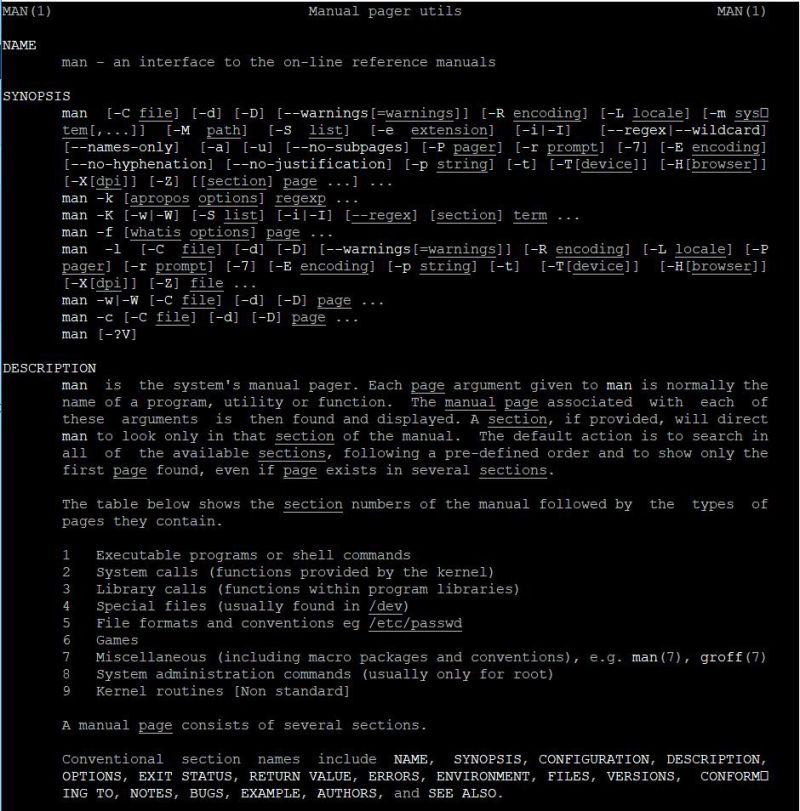 MAN(1) Manual pager utils MAN(1)
NAME
man - an interface to the on-line reference manuals
SYNOPSIS
man [-C file] [-d] [-D] [--warnings[=warnings]] [-R encoding] [-L locale] [-m sys□
tem[,...]] [-M path] [-S list] [-e extension] [-i|-I] [--regex|--wildcard]
[--names-only] [-a] [-u] [--no-subpages] [-P pager] [-r prompt] [-7] [-E encoding]
[--no-hyphenation] [--no-justification] [-p string] [-t] [-T[device]] [-H[browser]]
[-X[dpi]] [-Z] [[section] page ...] ...
man -k [apropos options] regexp ...
man -K [-w|-W] [-S list] [-i|-I] [--regex] [section] term ...
man -f [whatis options] page ...
man -l [-C file] [-d] [-D] [--warnings[=warnings]] [-R encoding] [-L locale] [-P
pager] [-r prompt] [-7] [-E encoding] [-p string] [-t] [-T[device]] [-H[browser]]
[-X[dpi]] [-Z] file ...
man -w|-W [-C file] [-d] [-D] page ...
man -c [-C file] [-d] [-D] page ...
man [-?V]
DESCRIPTION
man is the system's manual pager. Each page argument given to man is normally the
name of a program, utility or function. The manual page associated with each of
these arguments is then found and displayed. A section, if provided, will direct
man to look only in that section of the manual. The default action is to search in
all of the available sections, following a pre-defined order and to show only the
first page found, even if page exists in several sections.
The table below shows the section numbers of the manual followed by the types of
pages they contain.
1 Executable programs or shell commands
2 System calls (functions provided by the kernel)
3 Library calls (functions within program libraries)
4 Special files (usually found in /dev)
5 File formats and conventions eg /etc/passwd
6 Games
7 Miscellaneous (including macro packages and conventions), e.g. man(7), groff(7)
8 System administration commands (usually only for root)
9 Kernel routines [Non standard]
A manual page consists of several sections.
Conventional section names include NAME, SYNOPSIS, CONFIGURATION, DESCRIPTION,
OPTIONS, EXIT STATUS, RETURN VALUE, ERRORS, ENVIRONMENT, FILES, VERSIONS, CONFORM□
ING TO, NOTES, BUGS, EXAMPLE, AUTHORS, and SEE ALSO.